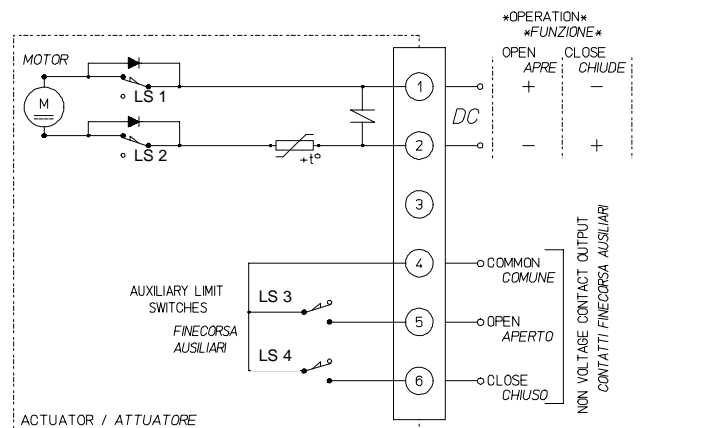 *OPERATION*
*FUNZIONE*
OPEN CLOSE
APRE CHIUDE
MOTOR
M
LS 1
1
DC
+ −
LS 2
+t°
2
− +
3
4
COMMON
COMUNE
AUXILIARY LIMIT
SWITCHES
FINECORSA
AUSILIARI
LS 3
5
OPEN
APERTO
LS 4
6
CLOSE
CHIUSO
NON VOLTAGE CONTACT OUTPUT
CONTATTI FINECORSA AUSILIARI
ACTUATOR / ATTUATORE